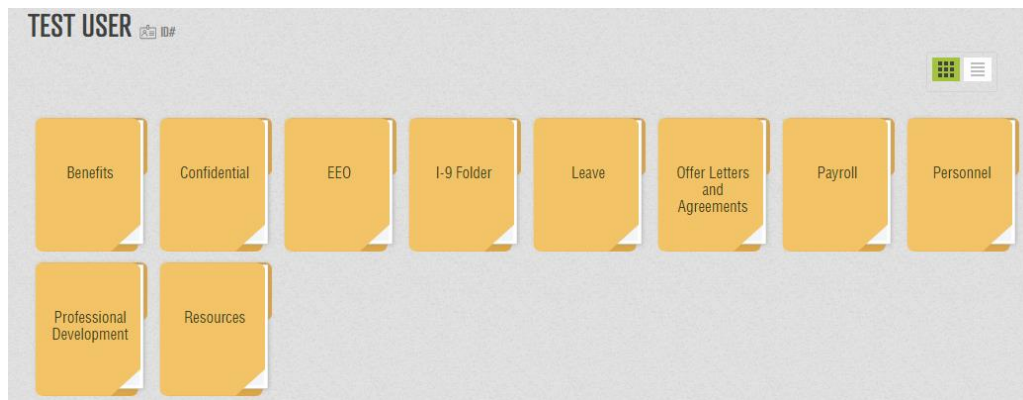 TEST USER ID#
Benefits
Confidential
EEO
I-9 Folder
Leave
Offer Letters
and
Agreements
Payroll
Personnel
Professional
Development
Resources